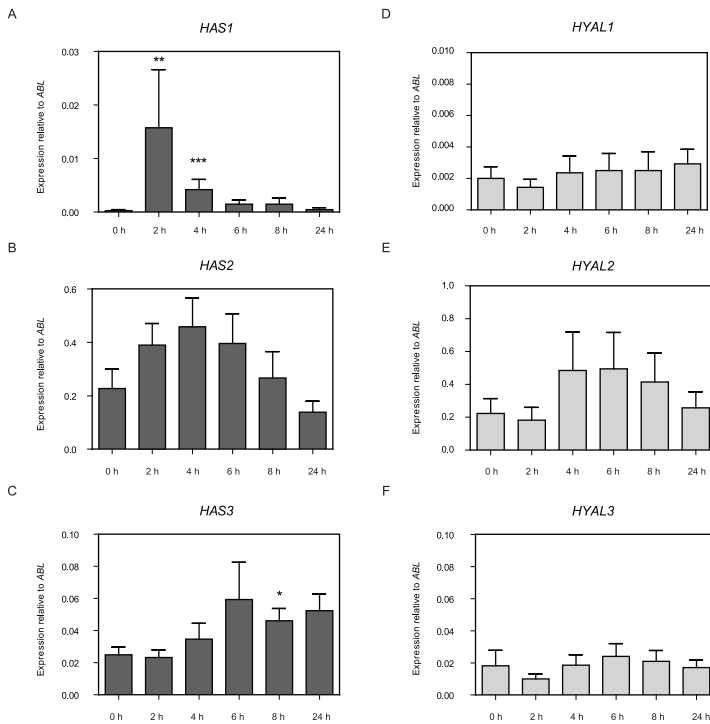 A
HAS1
Expression relative to ABL
0.03
0.02
0.01
0.00
**
***
0 h 2 h 4 h 6 h 8 h 24 h
B
HAS2
Expression relative to ABL
0.6
0.4
0.2
0.0
0 h 2 h 4 h 6 h 8 h 24 h
C
HAS3
Expression relative to ABL
0.10
0.08
0.06
0.04
0.02
0.00
*
0 h 2 h 4 h 6 h 8 h 24 h
D
HYAL1
Expression relative to ABL
0.010
0.008
0.006
0.004
0.002
0.000
0 h 2 h 4 h 6 h 8 h 24 h
E
HYAL2
Expression relative to ABL
1.0
0.8
0.6
0.4
0.2
0.0
0 h 2 h 4 h 6 h 8 h 24 h
F
HYAL3
Expression relative to ABL
0.10
0.08
0.06
0.04
0.02
0.00
0 h 2 h 4 h 6 h 8 h 24 h